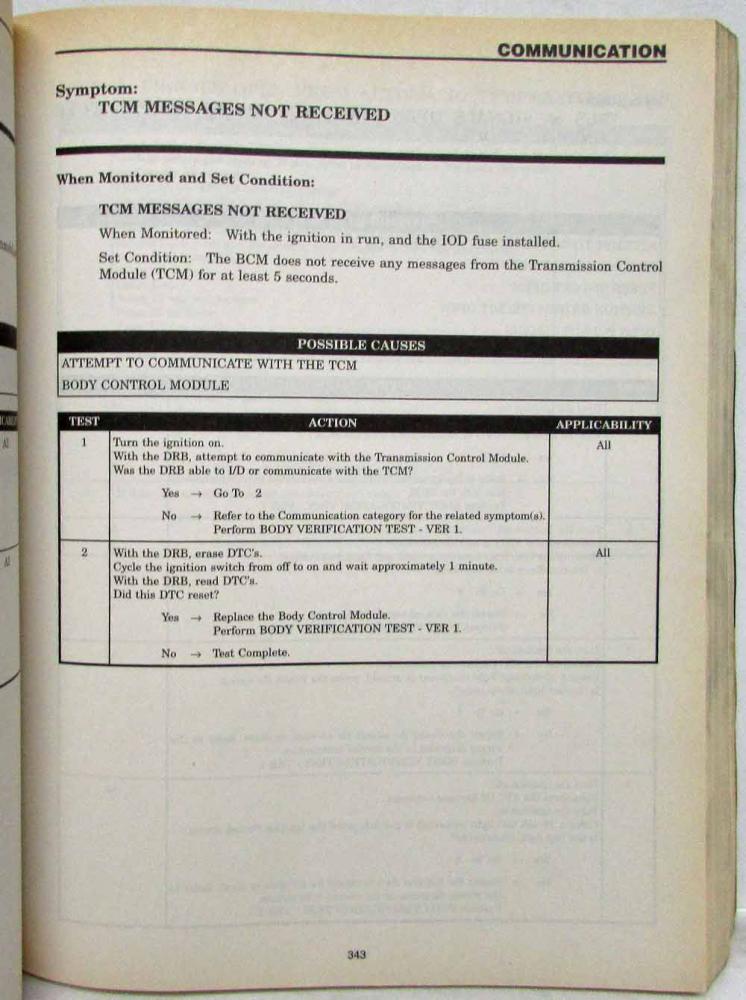 COMMUNICATION
Symptom:
TCM MESSAGES NOT RECEIVED
When Monitored and Set Condition:
TCM MESSAGES NOT RECEIVED
When Monitored: With the ignition in run, and the IOD fuse installed.
Set Condition: The BCM does not receive any messages from the Transmission Control
Module (TCM) for at least 5 seconds.
POSSIBLE CAUSES
ATTEMPT TO COMMUNICATE WITH THE TCM
BODY CONTROL MODULE
TEST ACTION APPLICABILITY
1 Turn the ignition on. All
With the DRB, attempt to communicate with the Transmission Control Module.
Was the DRB able to I/D or communicate with the TCM?
Yes → Go To 2
No → Refer to the Communication category for the related symptom(s).
Perform BODY VERIFICATION TEST - VER 1.
2 With the DRB, erase DTC's. All
Cycle the ignition switch from off to on and wait approximately 1 minute.
With the DRB, read DTC's.
Did this DTC reset?
Yes → Replace the Body Control Module.
Perform BODY VERIFICATION TEST - VER 1.
No → Test Complete.
343